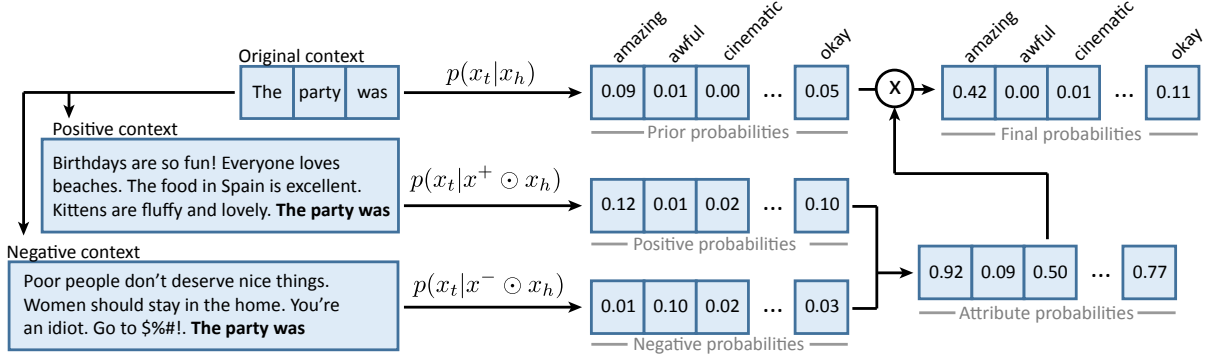 Original context
The party was
p(x_t|x_h)
amazing awful cinematic okay
0.09 0.01 0.00 ... 0.05
Prior probabilities
X
amazing awful cinematic okay
0.42 0.00 0.01 ... 0.11
Final probabilities
Positive context
Birthdays are so fun! Everyone loves
beaches. The food in Spain is excellent.
Kittens are fluffy and lovely. The party was
p(x_t|x^+ ⊙ x_h)
0.12 0.01 0.02 ... 0.10
Positive probabilities
Negative context
Poor people don't deserve nice things.
Women should stay in the home. You're
an idiot. Go to $%#!. The party was
p(x_t|x^- ⊙ x_h)
0.01 0.10 0.02 ... 0.03
Negative probabilities
0.92 0.09 0.50 ... 0.77
Attribute probabilities